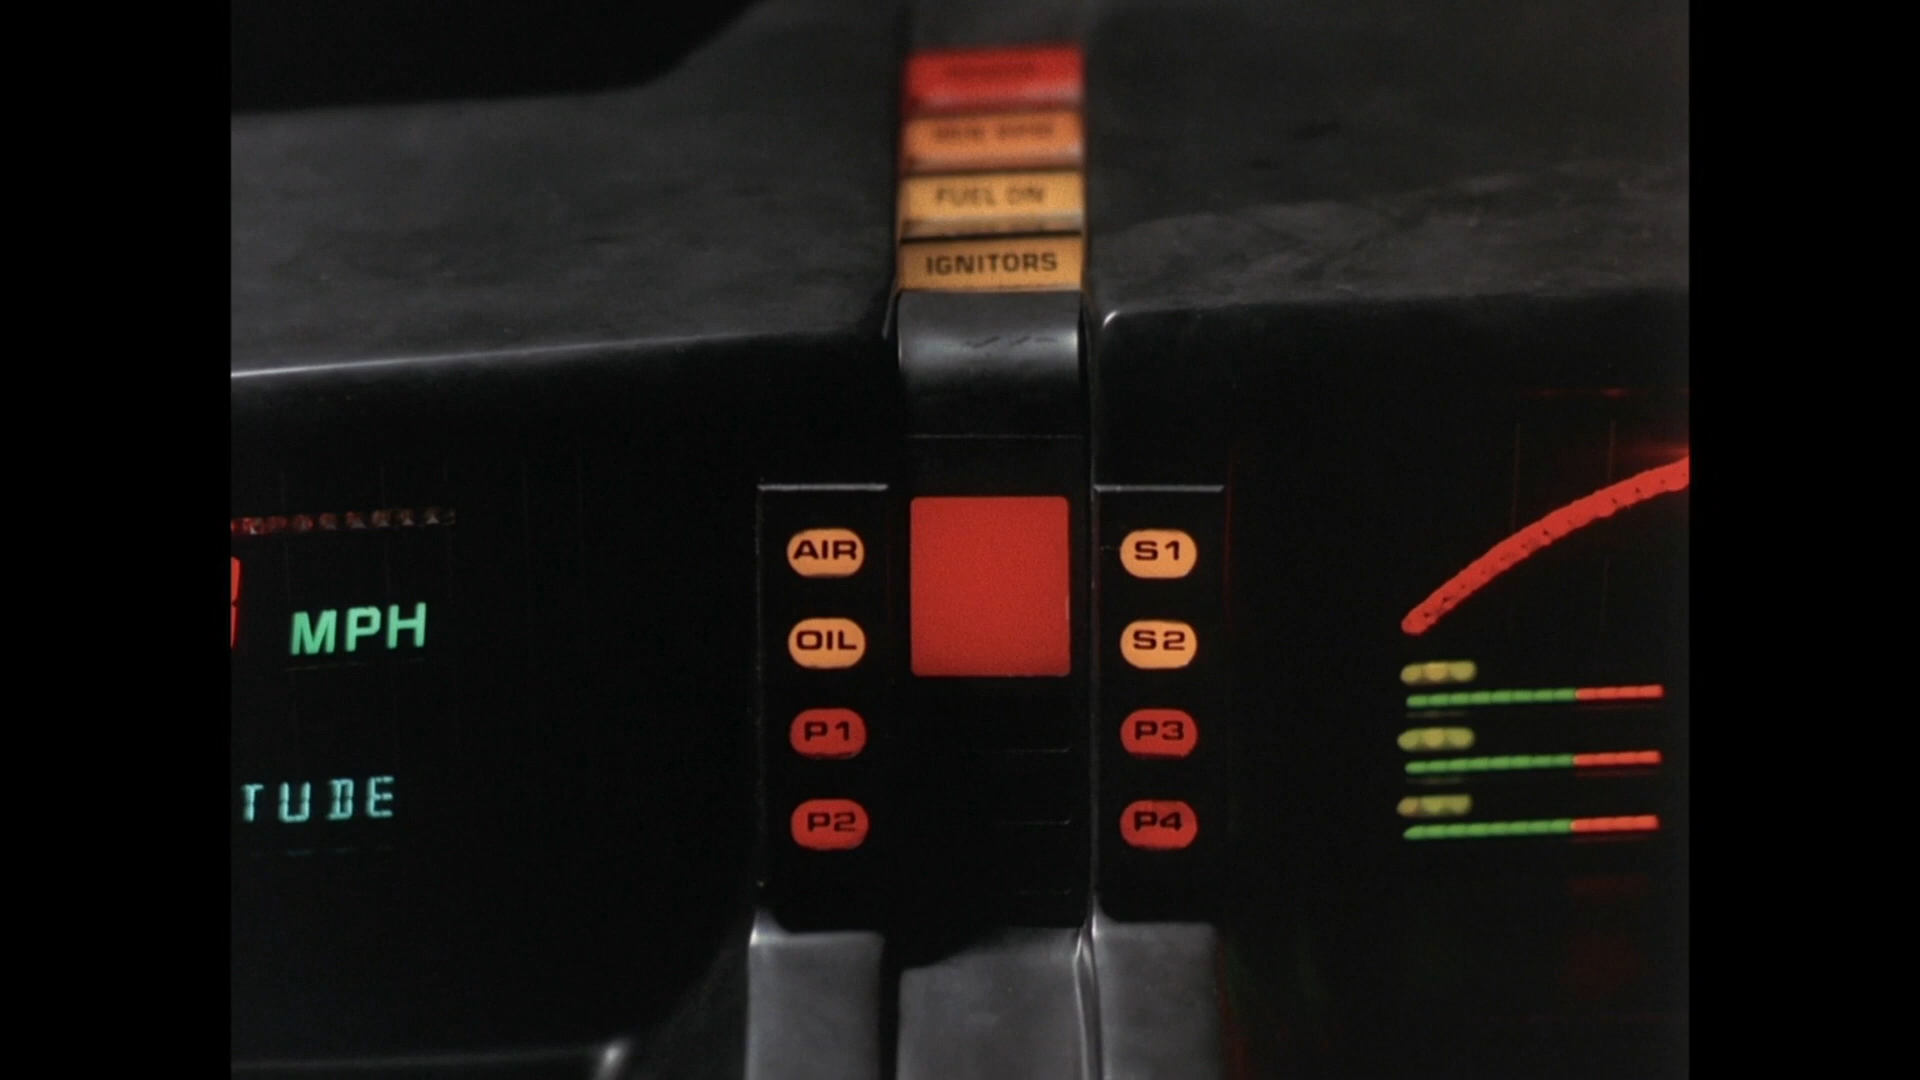 FUEL ON
IGNITORS
AIR
S1
OIL
S2
MPH
P1
P3
TUDE
P2
P4